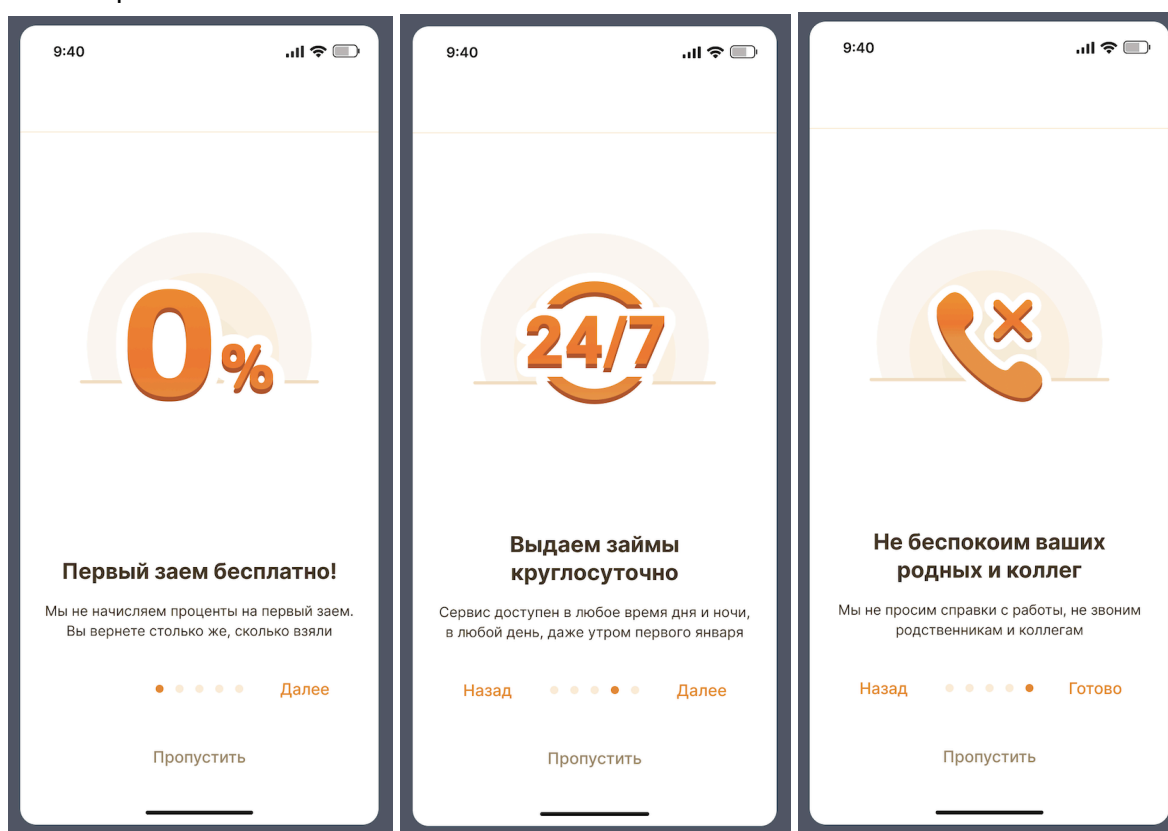 9:40
0%
Первый заем бесплатно!
Мы не начисляем проценты на первый заем.
Вы вернете столько же, сколько взяли
Далее
Пропустить
9:40
24/7
Выдаем займы
круглосуточно
Сервис доступен в любое время дня и ночи,
в любой день, даже утром первого января
Назад Далее
Пропустить
9:40
Не беспокоим ваших
родных и коллег
Мы не просим справки с работы, не звоним
родственникам и коллегам
Назад Готово
Пропустить